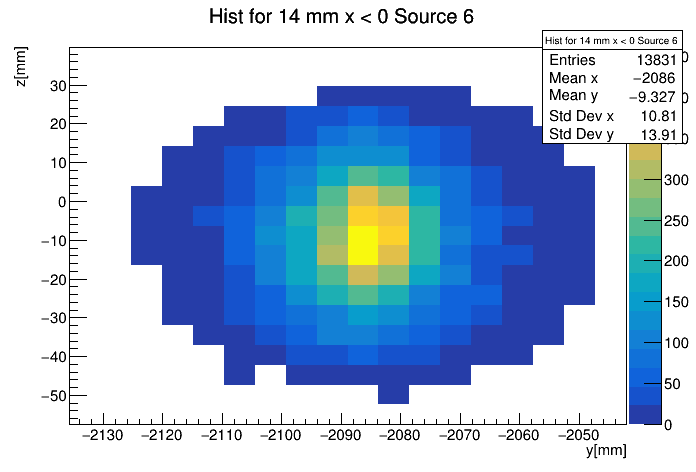 Hist for 14 mm x < 0 Source 6
z[mm]
Hist for 14 mm x < 0 Source 6
Entries 13831
Mean x −2086
Mean y −9.327
Std Dev x 10.81
Std Dev y 13.91
30
20
10
0
−10
−20
−30
−40
−50
0
0
300
250
200
150
100
50
0
−2130 −2120 −2110 −2100 −2090 −2080 −2070 −2060 −2050
y[mm]